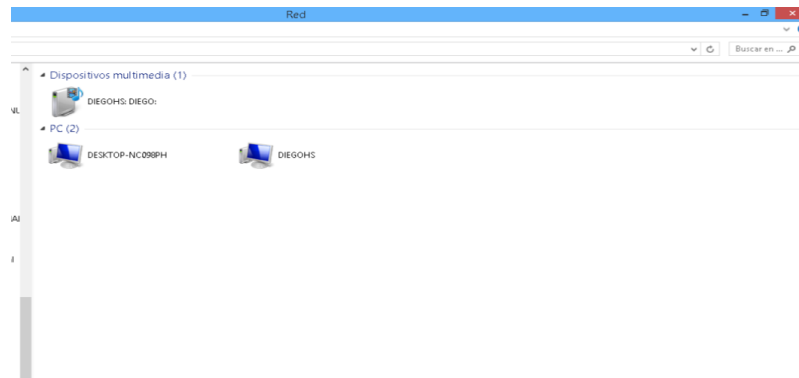 Red
Buscar en ...
Dispositivos multimedia (1)
DIEGOHS: DIEGO:
PC (2)
DESKTOP-NC098PH
DIEGOHS